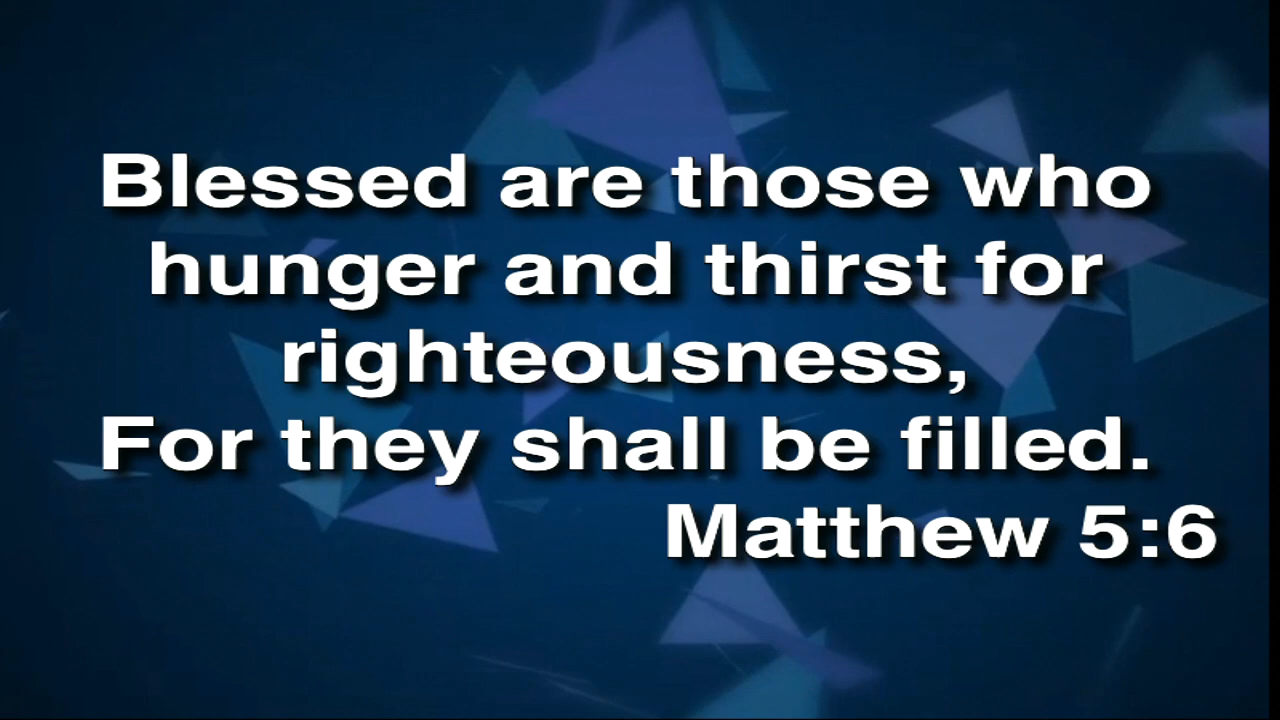 Blessed are those who
hunger and thirst for
righteousness,
For they shall be filled.
Matthew 5:6